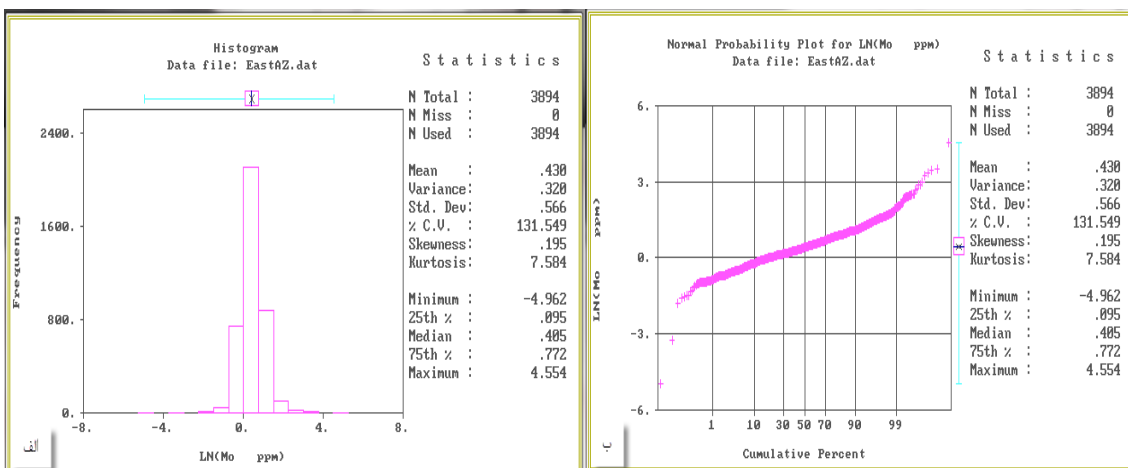 Histogram
Data file: EastAZ.dat
Statistics
N Total : 3894
N Miss : 0
N Used : 3894
Mean : .430
Variance: .320
Std. Dev: .566
% C.V. : 131.549
Skewness: .195
Kurtosis: 7.584
Minimum : -4.962
25th % : .095
Median : .405
75th % : .772
Maximum : 4.554
Frequency
2400.
1600.
800.
0.
-8. -4. 0. 4. 8.
LN(Mo ppm)
الف
Normal Probability Plot for LN(Mo ppm)
Data file: EastAZ.dat
Statistics
N Total : 3894
N Miss : 0
N Used : 3894
Mean : .430
Variance: .320
Std. Dev: .566
% C.V. : 131.549
Skewness: .195
Kurtosis: 7.584
Minimum : -4.962
25th % : .095
Median : .405
75th % : .772
Maximum : 4.554
LN(Mo ppm)
6.
3.
0.
-3.
-6.
1 10 30 50 70 90 99
Cumulative Percent